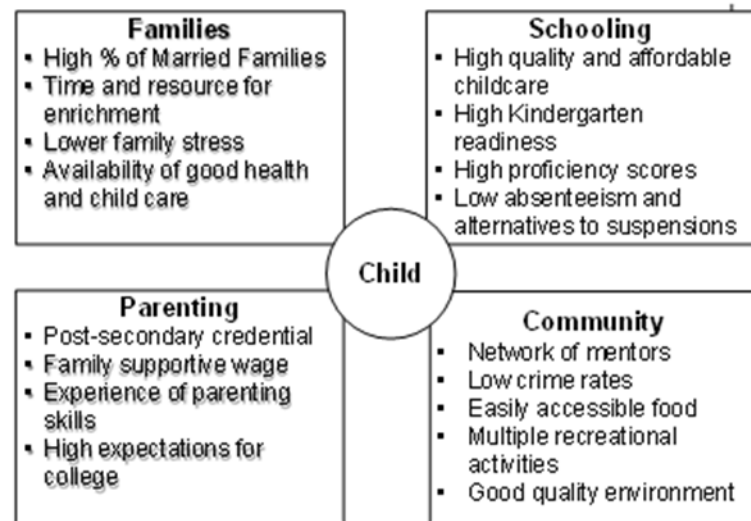 Families
▪ High % of Married Families
▪ Time and resource for
enrichment
▪ Lower family stress
▪ Availability of good health
and child care
Schooling
▪ High quality and affordable
childcare
▪ High Kindergarten
readiness
▪ High proficiency scores
▪ Low absenteeism and
alternatives to suspensions
Child
Parenting
▪ Post-secondary credential
▪ Family supportive wage
▪ Experience of parenting
skills
▪ High expectations for
college
Community
▪ Network of mentors
▪ Low crime rates
▪ Easily accessible food
▪ Multiple recreational
activities
▪ Good quality environment